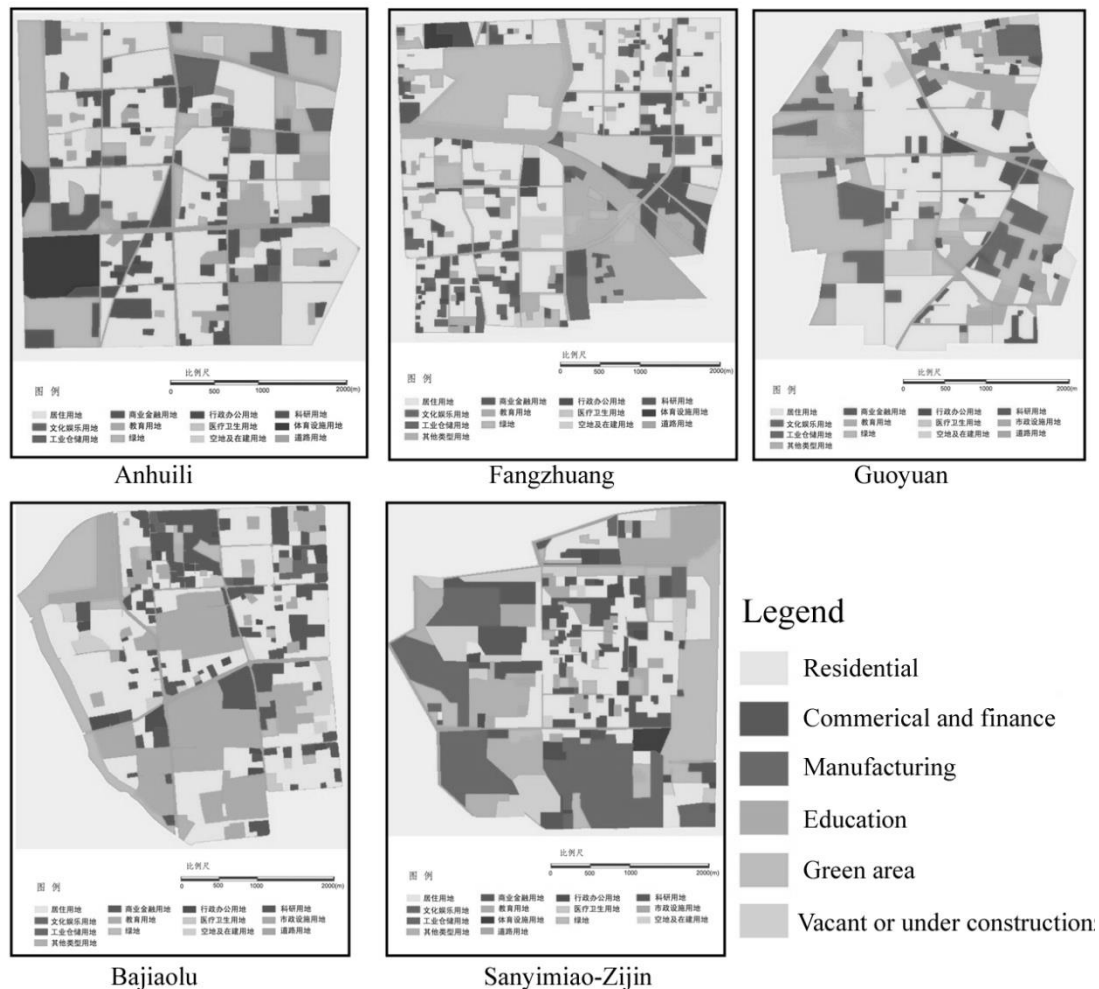 比例尺
0 500 1000 2000(m)
图 例
居住用地 商业金融用地 行政办公用地 科研用地
文化娱乐用地 教育用地 医疗卫生用地 体育设施用地
工业仓储用地 绿地 空地及在建用地 道路用地
Anhuili
比例尺
0 500 1000 2000(m)
图 例
居住用地 商业金融用地 行政办公用地 科研用地
文化娱乐用地 教育用地 医疗卫生用地 体育设施用地
工业仓储用地 绿地 空地及在建用地 道路用地
其他类型用地
Fangzhuang
比例尺
0 500 1000 2000(m)
图 例
居住用地 商业金融用地 行政办公用地 科研用地
文化娱乐用地 教育用地 医疗卫生用地 市政设施用地
工业仓储用地 绿地 空地及在建用地 道路用地
其他类型用地
Guoyuan
比例尺
0 500 1000 2000(m)
图 例
居住用地 商业金融用地 行政办公用地 科研用地
文化娱乐用地 教育用地 医疗卫生用地 市政设施用地
工业仓储用地 绿地 空地及在建用地 道路用地
其他类型用地
Bajiaolu
比例尺
0 500 1000 2000(m)
图 例
居住用地 商业金融用地 行政办公用地 科研用地
文化娱乐用地 教育用地 医疗卫生用地 市政设施用地
工业仓储用地 体育设施用地 绿地 空地及在建用地
其他类型用地 道路用地
Sanyimiao-Zijin
Legend
Residential
Commerical and finance
Manufacturing
Education
Green area
Vacant or under construction